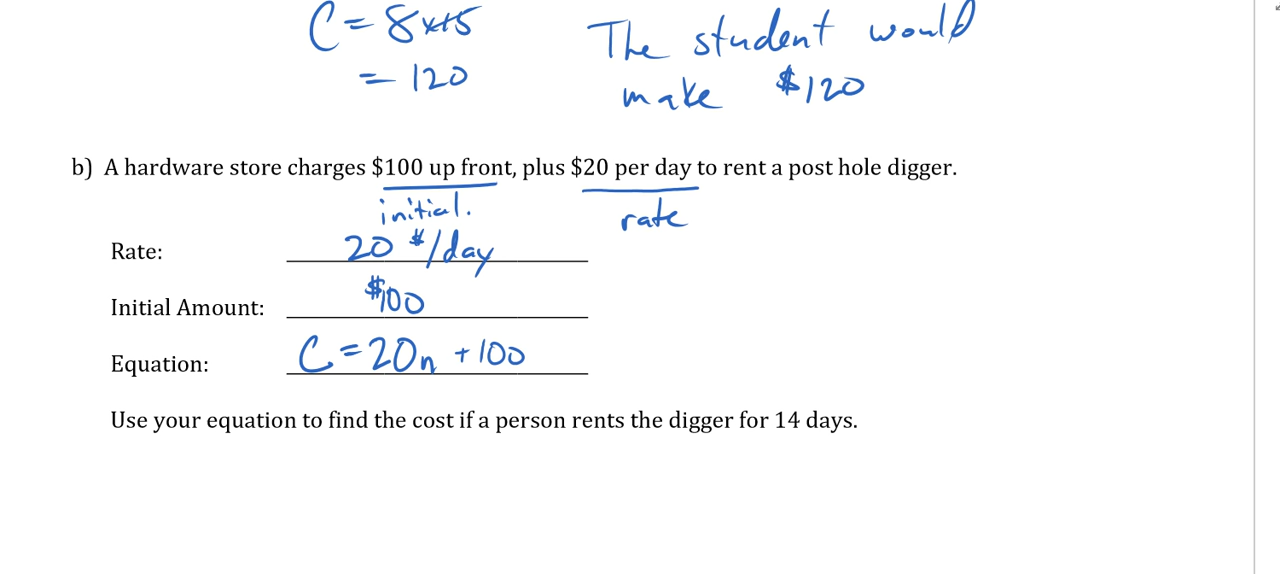 C = 8×15 The student would
= 120 make $120
b) A hardware store charges $100 up front, plus $20 per day to rent a post hole digger.
initial. rate
Rate: 20 $/day
Initial Amount: $100
Equation: C = 20n + 100
Use your equation to find the cost if a person rents the digger for 14 days.